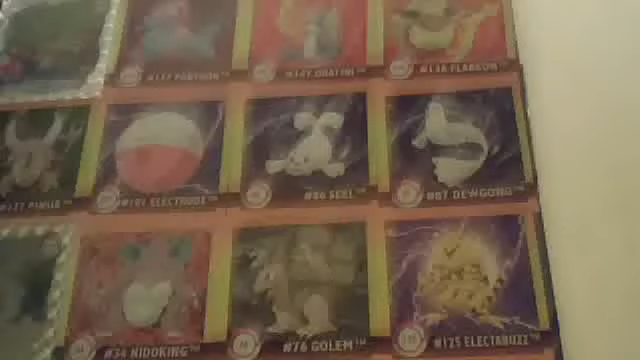 #137 PORYGON™
#147 DRATINI™
#136 FLAREON™
#127 PINSIR™
#101 ELECTRODE™
#86 SEEL™
#87 DEWGONG™
#34 NIDOKING™
#76 GOLEM™
#125 ELECTABUZZ™